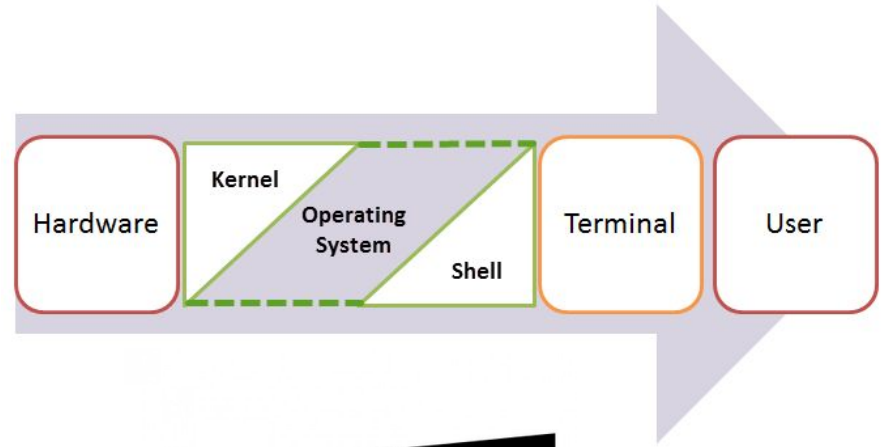 Hardware
Kernel
Operating
System
Shell
Terminal
User